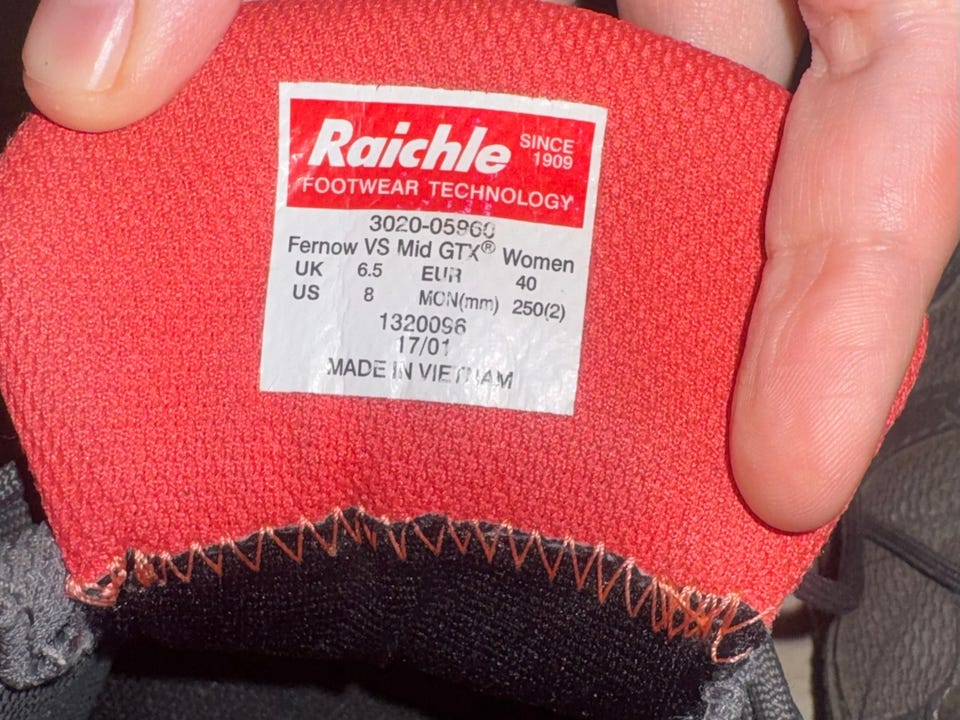 Raichle SINCE 1909
FOOTWEAR TECHNOLOGY
3020-05960
Fernow VS Mid GTX® Women
UK 6.5 EUR 40
US 8 MON(mm) 250(2)
1320096
17/01
MADE IN VIETNAM